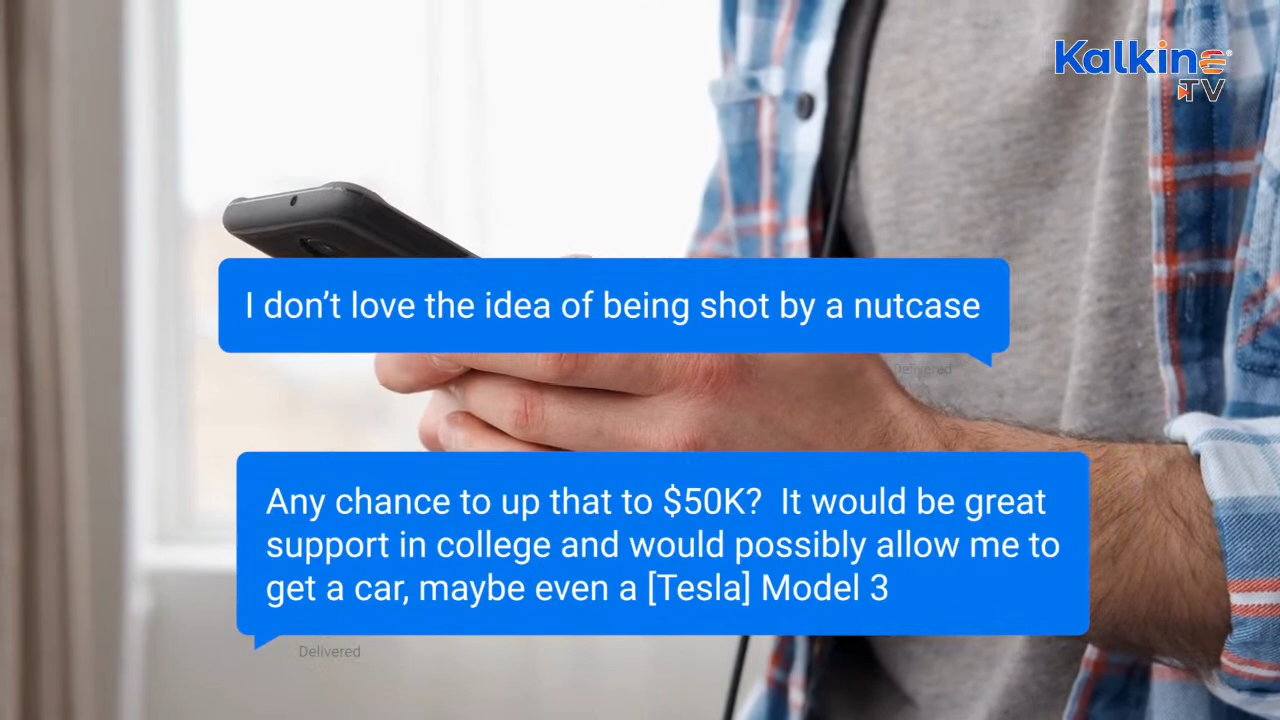 Kalkine
TV
I don’t love the idea of being shot by a nutcase
Delivered
Any chance to up that to $50K?  It would be great
support in college and would possibly allow me to
get a car, maybe even a [Tesla] Model 3
Delivered